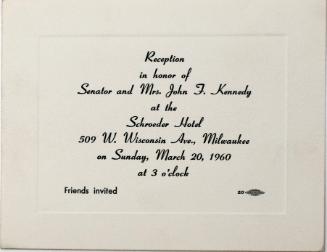 Reception
in honor of
Senator and Mrs. John F. Kennedy
at the
Schroeder Hotel
509 W. Wisconsin Ave., Milwaukee
on Sunday, March 20, 1960
at 3 o'clock
Friends invited